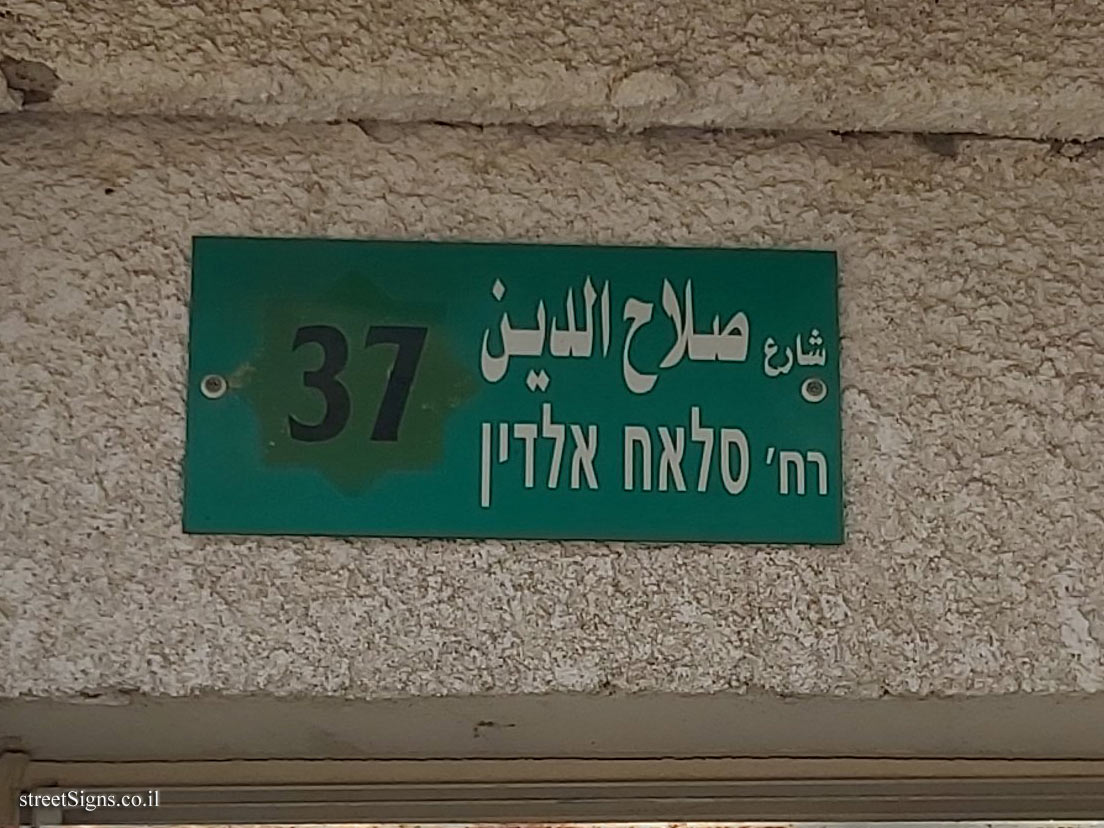 شارع صلاح الدين
רח' סלאח אלדין
37
streetSigns.co.il